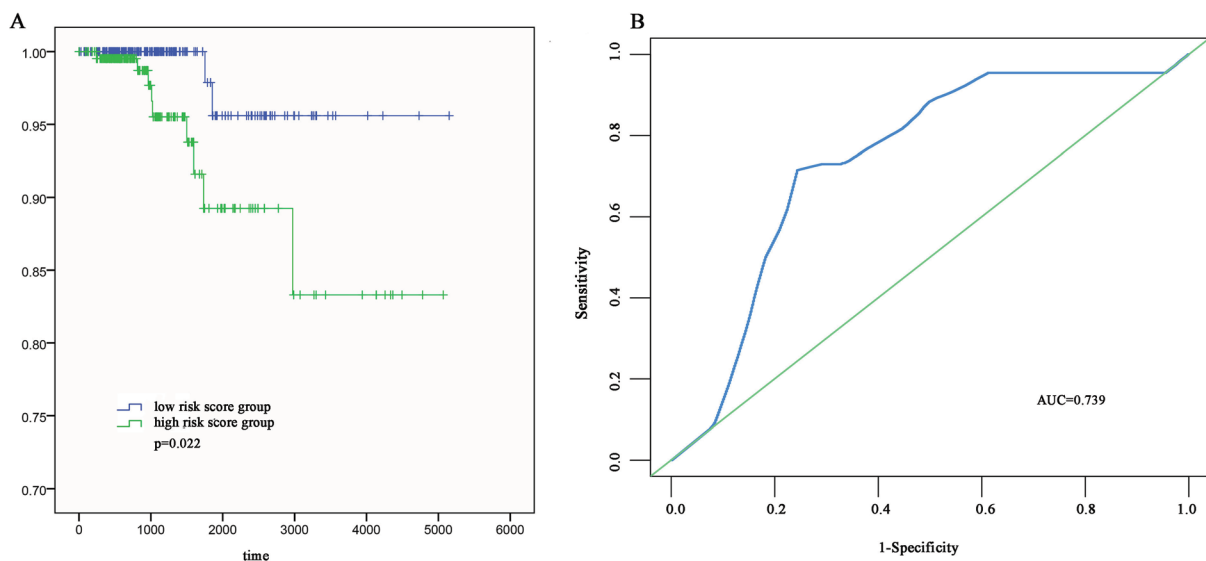 A
1.00
0.95
0.90
0.85
0.80
0.75
0.70
low risk score group
high risk score group
p=0.022
0 1000 2000 3000 4000 5000 6000
time
B
1.0
0.8
0.6
0.4
0.2
0.0
Sensitivity
AUC=0.739
0.0 0.2 0.4 0.6 0.8 1.0
1-Specificity